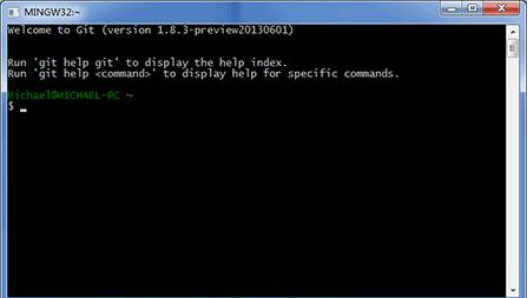 MINGW32:~
Welcome to Git (version 1.8.3-preview20130601)
Run 'git help git' to display the help index.
Run 'git help <command>' to display help for specific commands.
Michael@MICHAEL-PC ~
$